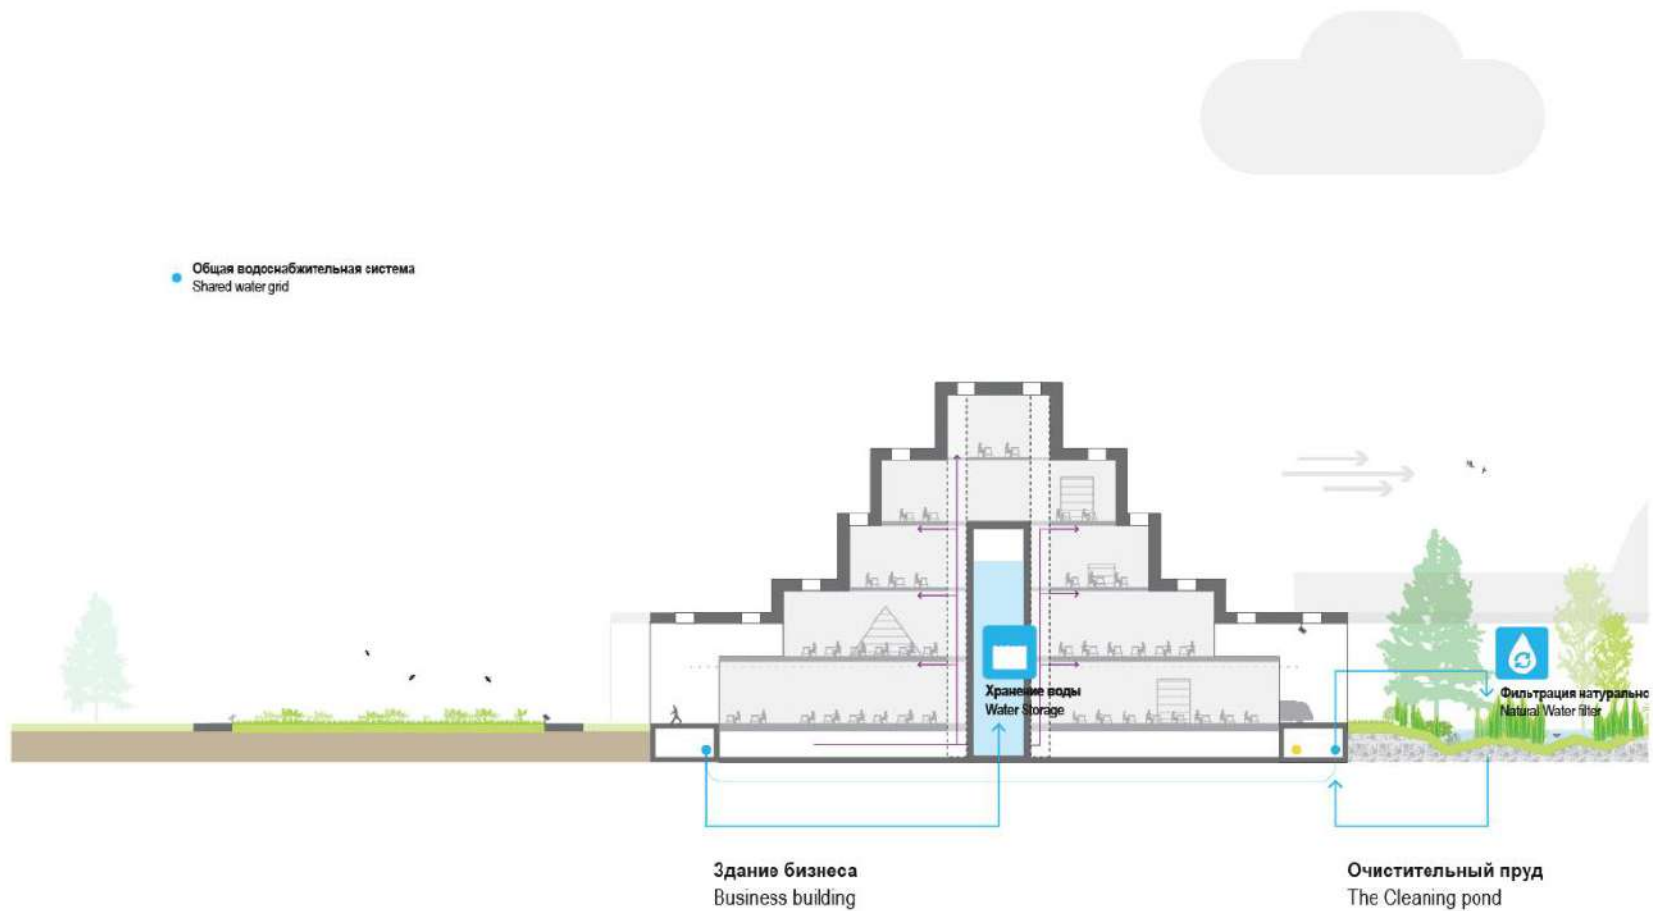 Общая водоснабжительная система
Shared water grid
Хранение воды
Water Storage
Фильтрация натурально
Natural Water filter
Здание бизнеса
Business building
Очистительный пруд
The Cleaning pond